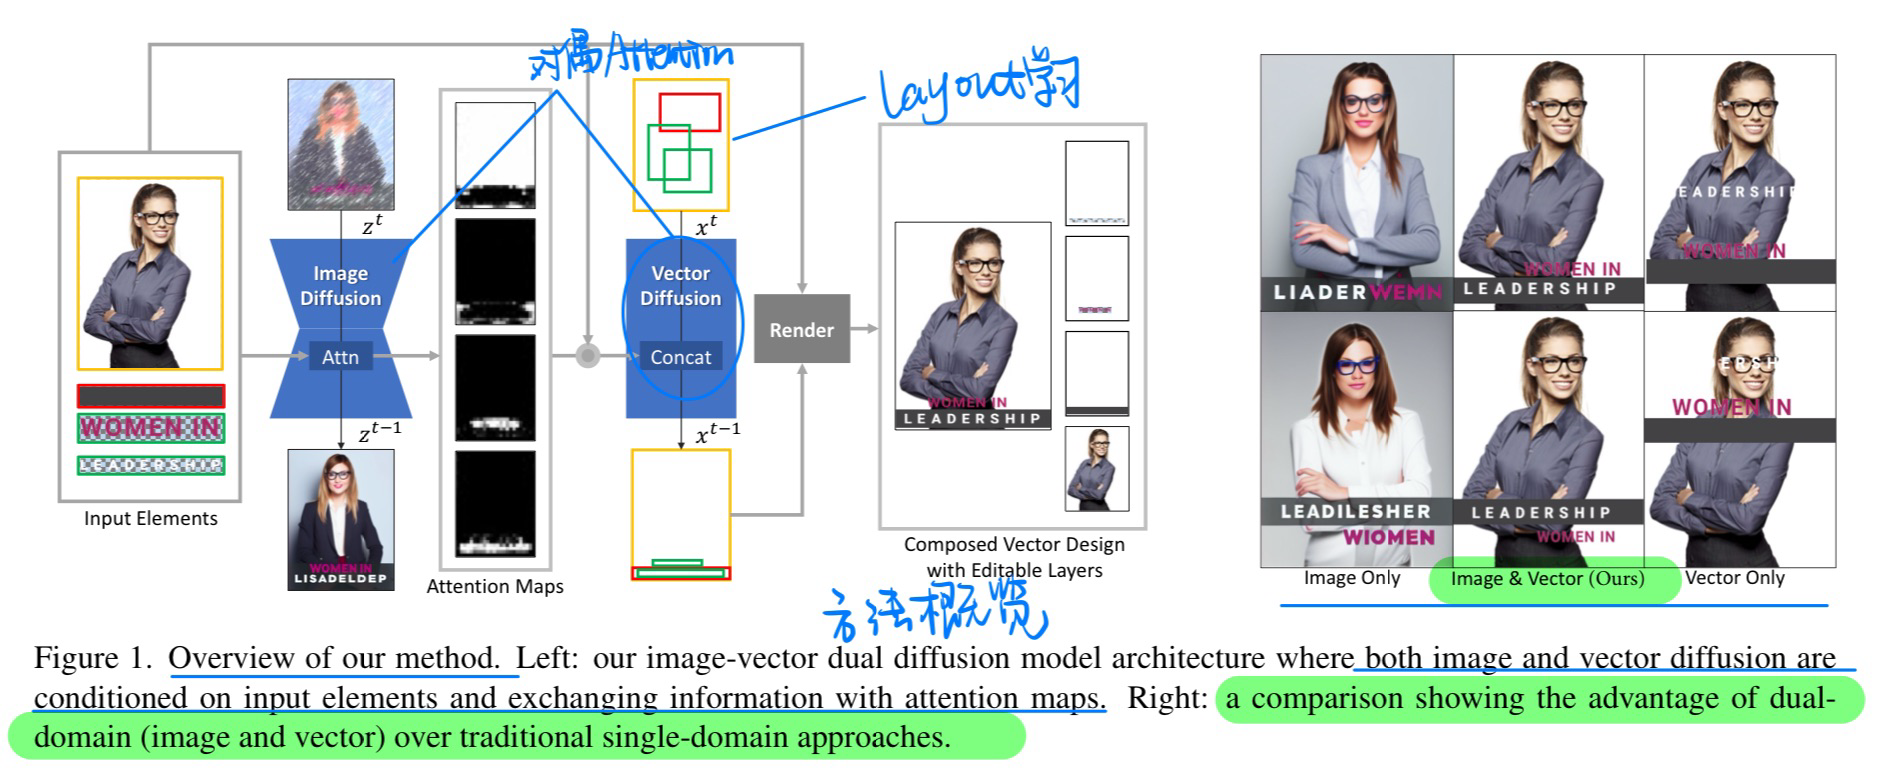 对偶Attention
Layout学习
z^t
x^t
Image
Diffusion
Vector
Diffusion
Attn
Concat
Render
WOMEN IN
LEADERSHIP
z^{t-1}
x^{t-1}
WOMEN IN
LISADELDEP
WOMEN IN
LEADERSHIP
Input Elements
Attention Maps
Composed Vector Design
with Editable Layers
方法概览
LIADERWEMN
WOMEN IN
LEADERSHIP
EADERSHIP
WOMEN IN
LEADILESHER
WIOMEN
LEADERSHIP
WOMEN IN
ERSH
WOMEN IN
Image Only
Image & Vector (Ours)
Vector Only
Figure 1. Overview of our method. Left: our image-vector dual diffusion model architecture where both image and vector diffusion are
conditioned on input elements and exchanging information with attention maps. Right: a comparison showing the advantage of dual-
domain (image and vector) over traditional single-domain approaches.